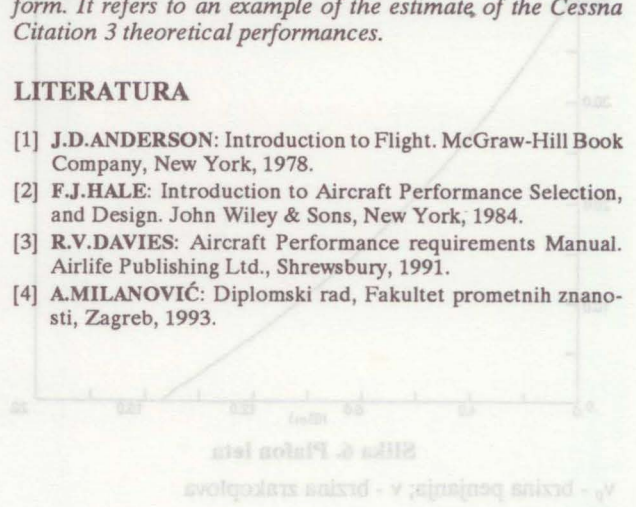 form. It refers to an example of the estimate, of the Cessna
Citation 3 theoretical performances.
LITERATURA
[1] J.D.ANDERSON: Introduction to Flight. McGraw-Hill Book
Company, New York, 1978.
[2] F.J.HALE: Introduction to Aircraft Performance Selection,
and Design. John Wiley & Sons, New York, 1984.
[3] R.V.DAVIES: Aircraft Performance requirements Manual.
Airlife Publishing Ltd., Shrewsbury, 1991.
[4] A.MILANOVIĆ: Diplomski rad, Fakultet prometnih znano-
sti, Zagreb, 1993.
Slika 6. Plafon leta
v - brzina penjanja; v - brzina zrakoplova